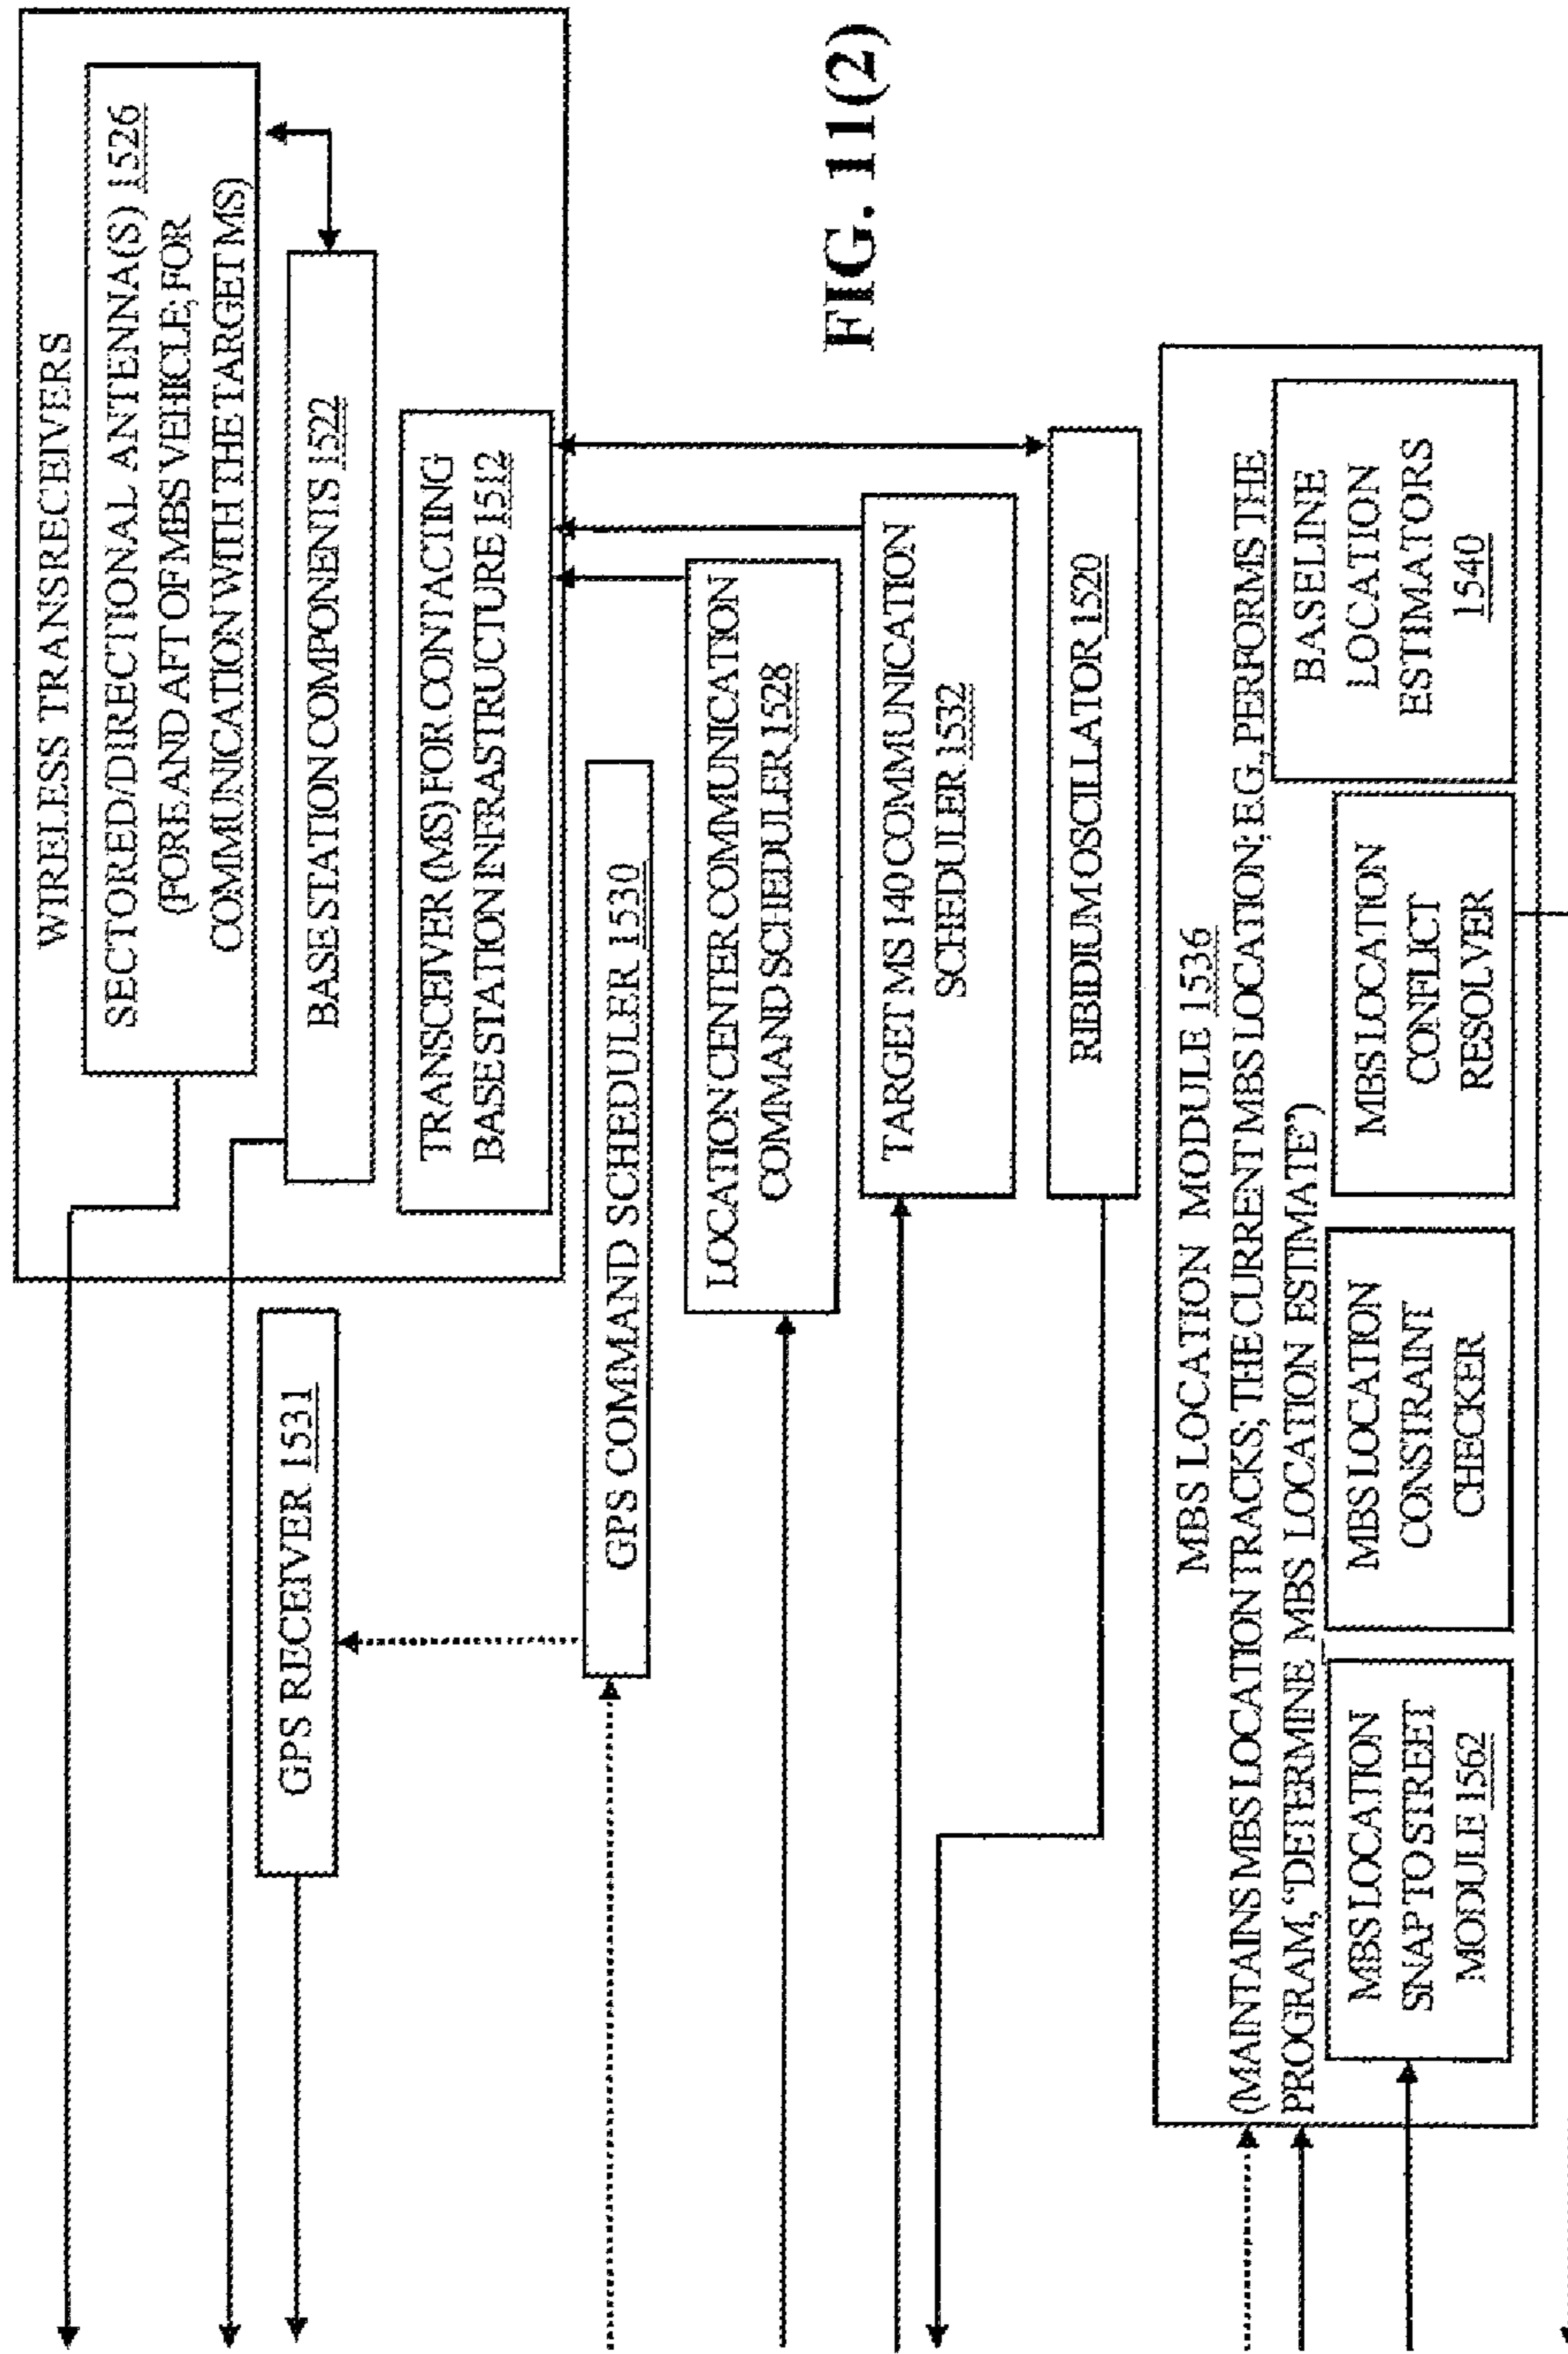 WIRELESS TRANSRECEIVERS
SECTORED/DIRECTIONAL ANTENNA(S) 1526
(FORE AND AFT OF MBS VEHICLE; FOR
COMMUNICATION WITH THE TARGET MS)
BASE STATION COMPONENTS 1522
TRANSCEIVER (MS) FOR CONTACTING
BASE STATION INFRASTRUCTURE 1512
GPS RECEIVER 1531
GPS COMMAND SCHEDULER 1530
LOCATION CENTER COMMUNICATION
COMMAND SCHEDULER 1528
TARGET MS 140 COMMUNICATION
SCHEDULER 1532
RIBIDIUM OSCILLATOR 1520
FIG. 11(2)
MBS LOCATION MODULE 1536
(MAINTAINS MBS LOCATION TRACKS; THE CURRENT MBS LOCATION; E.G., PERFORMS THE
PROGRAM, “DETERMINE MBS LOCATION ESTIMATE”)
MBS LOCATION
SNAP TO STREET
MODULE 1562
MBS LOCATION
CONSTRAINT
CHECKER
MBS LOCATION
CONFLICT
RESOLVER
BASELINE
LOCATION
ESTIMATORS
1540